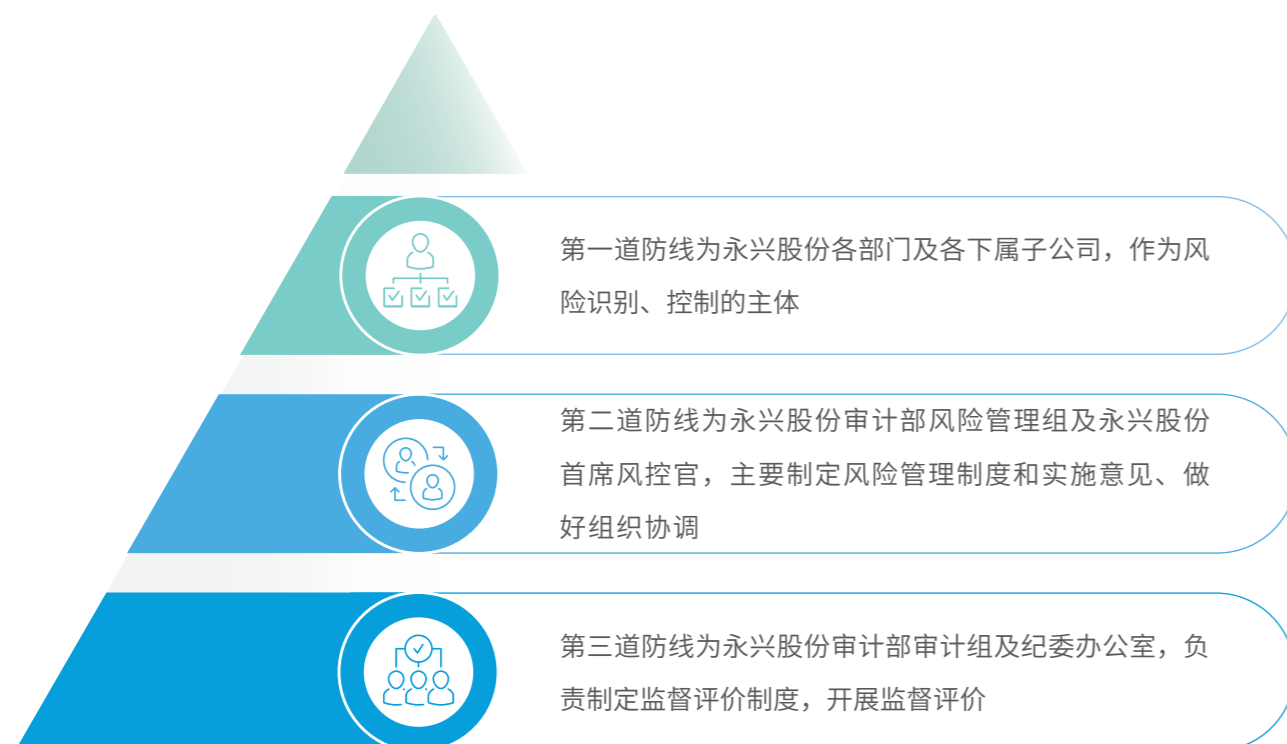 第一道防线为永兴股份各部门及各下属子公司，作为风
险识别、控制的主体
第二道防线为永兴股份审计部风险管理组及永兴股份
首席风控官，主要制定风险管理制度和实施意见、做
好组织协调
第三道防线为永兴股份审计部审计组及纪委办公室，负
责制定监督评价制度，开展监督评价